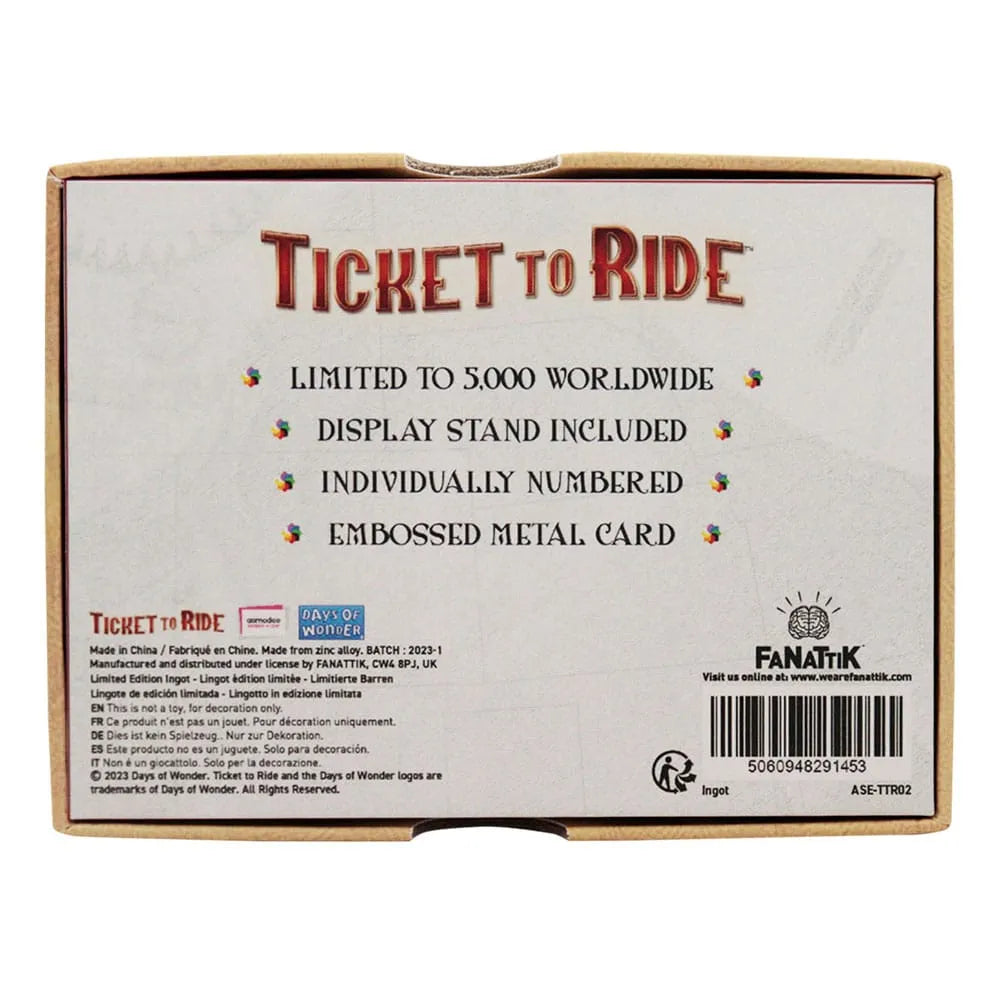 TICKET TO RIDE™
LIMITED TO 5,000 WORLDWIDE
DISPLAY STAND INCLUDED
INDIVIDUALLY NUMBERED
EMBOSSED METAL CARD
TICKET TO RIDE
asmodee
DAYS OF
WONDER
Made in China / Fabriqué en Chine. Made from zinc alloy. BATCH : 2023-1
Manufactured and distributed under license by FANATTIK, CW4 8PJ, UK
Limited Edition Ingot - Lingot édition limitée - Limitierte Barren
Lingote de edición limitada - Lingotto in edizione limitata
EN This is not a toy, for decoration only.
FR Ce produit n'est pas un jouet. Pour décoration uniquement.
DE Dies ist kein Spielzeug.. Nur zur Dekoration.
ES Este producto no es un juguete. Solo para decoración.
IT Non è un giocattolo. Solo per la decorazione.
© 2023 Days of Wonder. Ticket to Ride and the Days of Wonder logos are
trademarks of Days of Wonder. All Rights Reserved.
FANATTIK
Visit us online at: www.wearefanattik.com
5060948291453
Ingot
ASE-TTR02